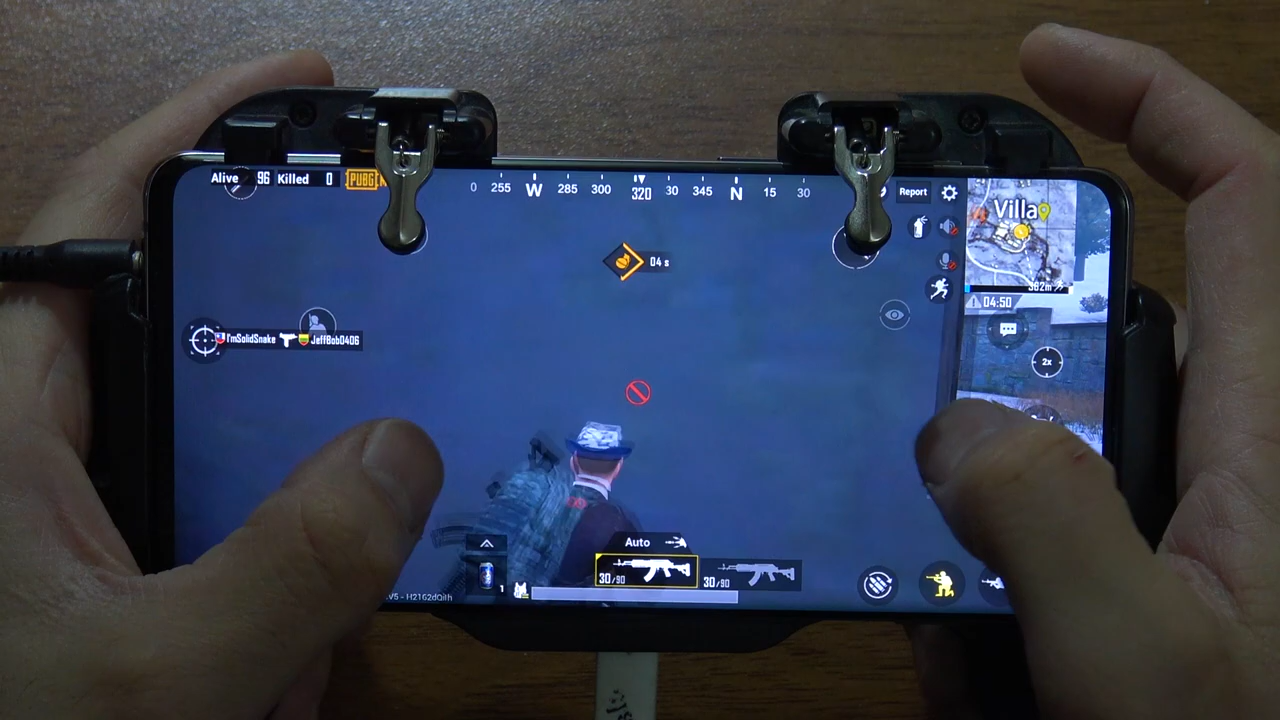 Alive 96 Killed 0 PUBG
0 255 W 285 300 320 30 345 N 15 30
Report
Villa
04 s
382m
04:50
I'mSolidSnake JeffBob0406
2x
Auto
30/90
30/90
1